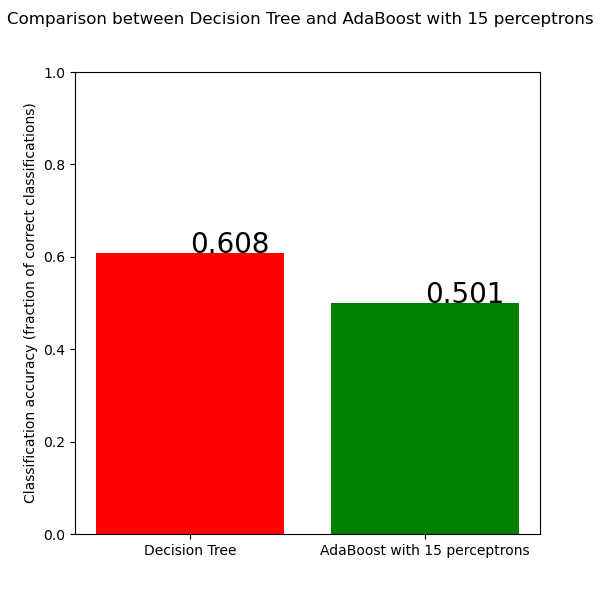 Comparison between Decision Tree and AdaBoost with 15 perceptrons
Classification accuracy (fraction of correct classifications)
1.0
0.8
0.6
0.4
0.2
0.0
0.608
0.501
Decision Tree
AdaBoost with 15 perceptrons